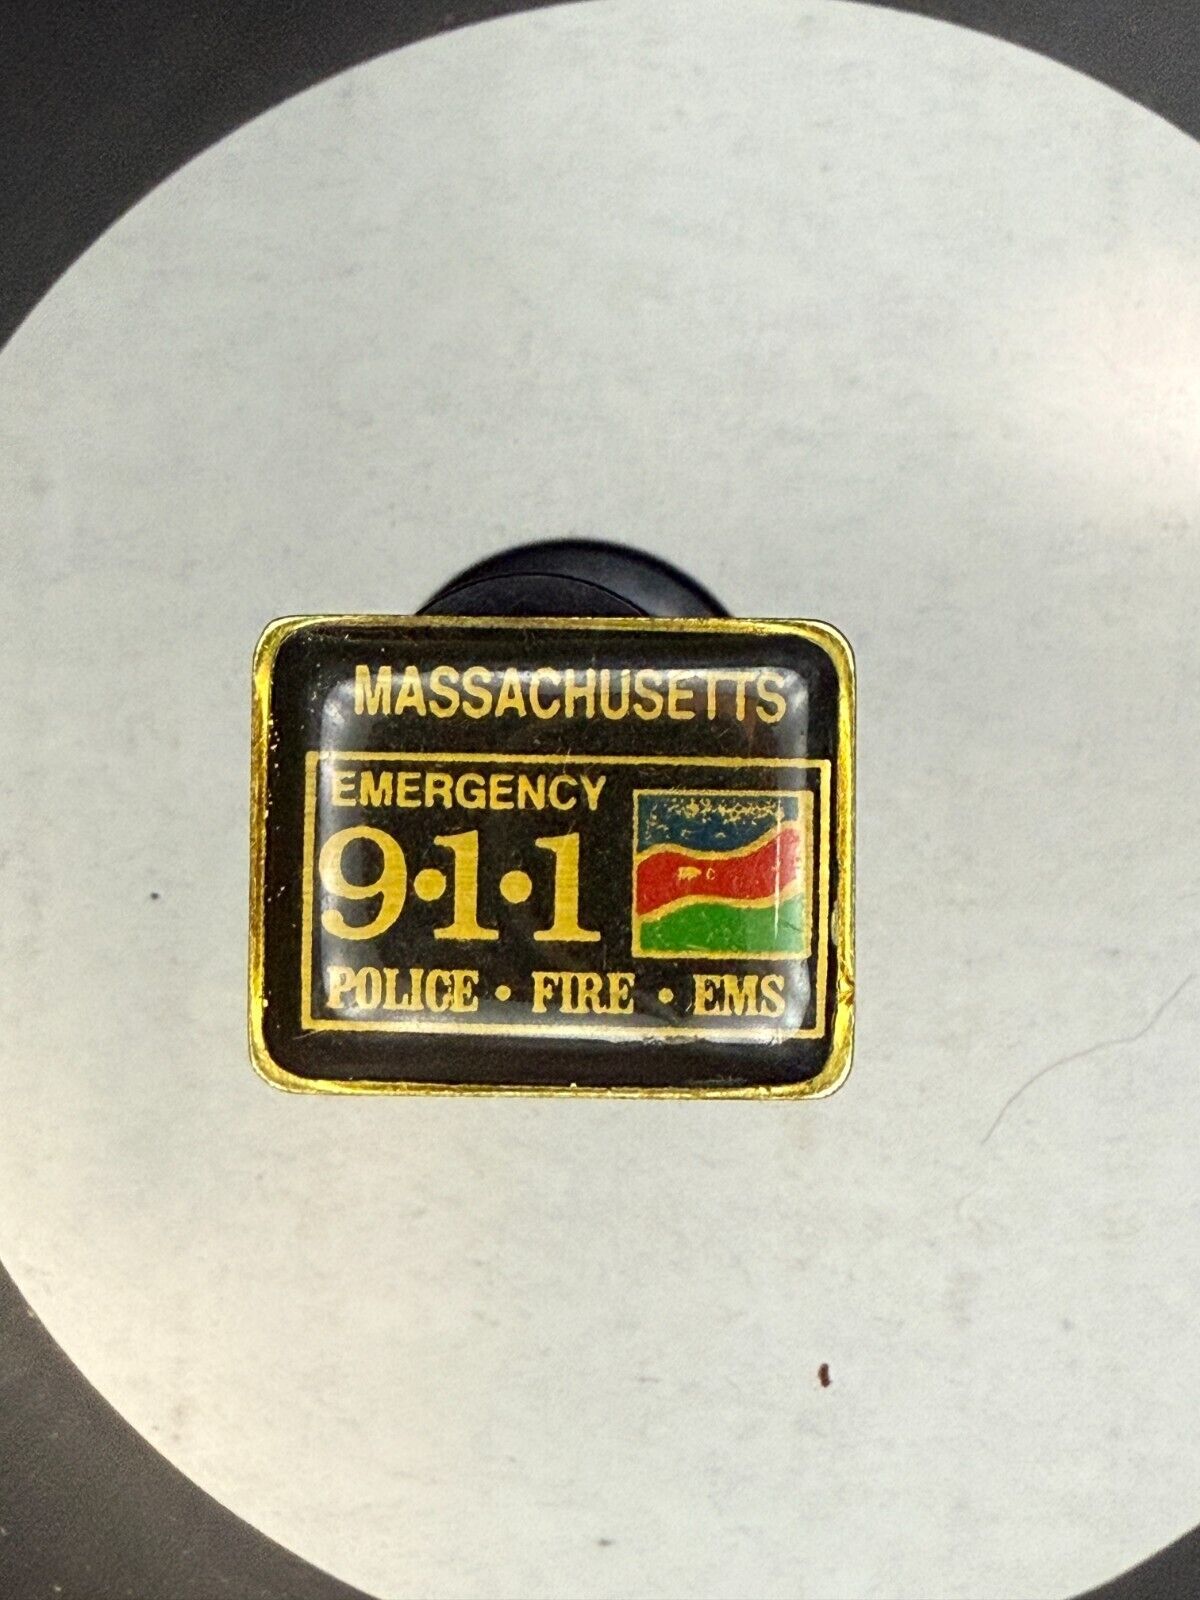 MASSACHUSETTS
EMERGENCY
9•1•1
POLICE • FIRE • EMS